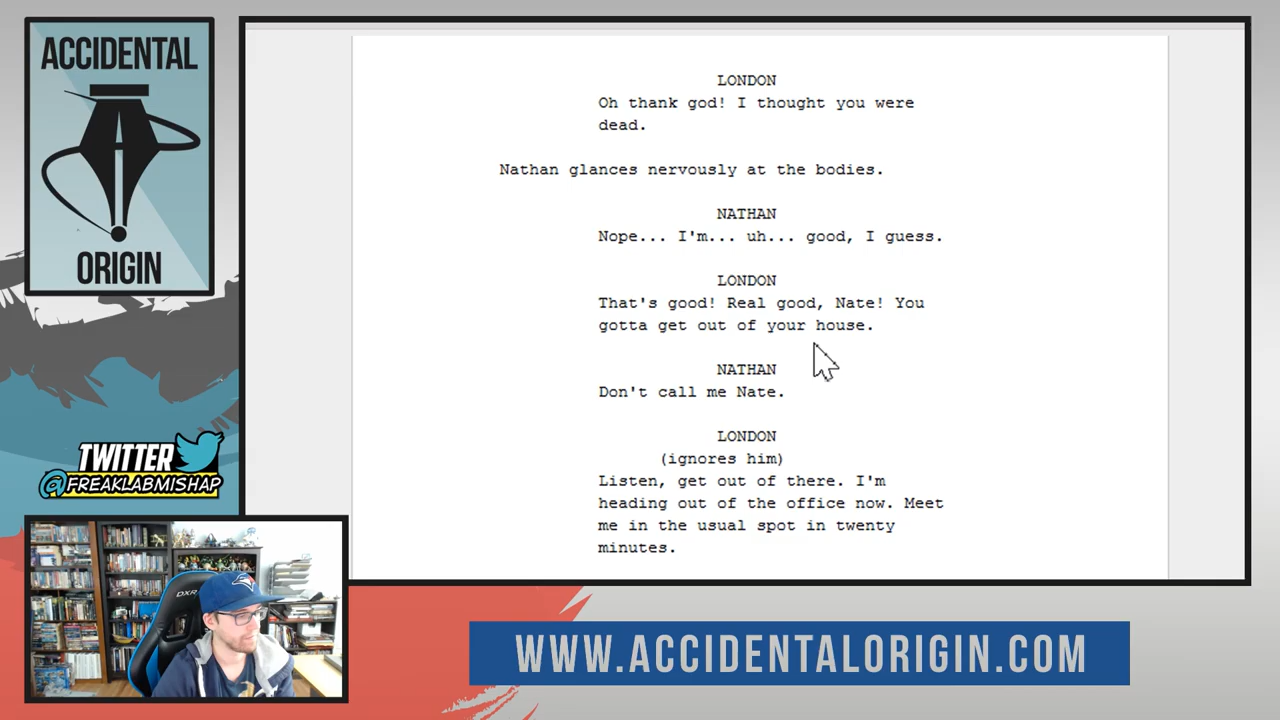 ACCIDENTAL
ORIGIN
LONDON
Oh thank god! I thought you were
dead.
Nathan glances nervously at the bodies.
NATHAN
Nope... I'm... uh... good, I guess.
LONDON
That's good! Real good, Nate! You
gotta get out of your house.
NATHAN
Don't call me Nate.
LONDON
(ignores him)
Listen, get out of there. I'm
heading out of the office now. Meet
me in the usual spot in twenty
minutes.
TWITTER
@FREAKLABMISHAP
DXR
WWW.ACCIDENTALORIGIN.COM